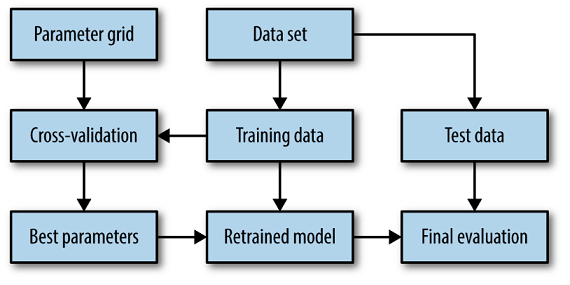 Parameter grid
Data set
Cross-validation
Training data
Test data
Best parameters
Retrained model
Final evaluation